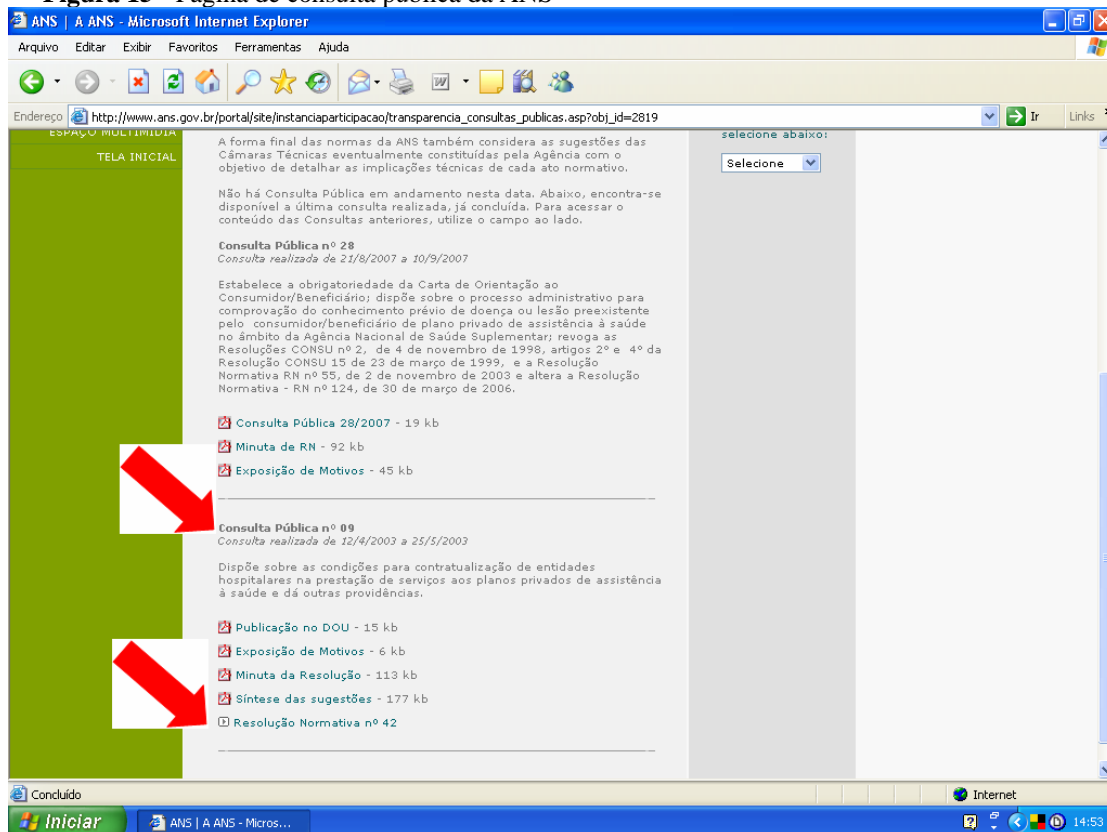 Figura 13 - Página de consulta pública da ANS
ANS | A ANS - Microsoft Internet Explorer
Arquivo Editar Exibir Favoritos Ferramentas Ajuda
Endereço http://www.ans.gov.br/portal/site/instanciaparticipacao/transparencia_consultas_publicas.asp?obj_id=2819 Ir Links
ESPAÇO MULTIMÍDIA
TELA INICIAL
A forma final das normas da ANS também considera as sugestões das
Câmaras Técnicas eventualmente constituídas pela Agência com o
objetivo de detalhar as implicações técnicas de cada ato normativo.
Não há Consulta Pública em andamento nesta data. Abaixo, encontra-se
disponível a última consulta realizada, já concluída. Para acessar o
conteúdo das Consultas anteriores, utilize o campo ao lado.
selecione abaixo:
Selecione
Consulta Pública nº 28
Consulta realizada de 21/8/2007 a 10/9/2007
Estabelece a obrigatoriedade da Carta de Orientação ao
Consumidor/Beneficiário; dispõe sobre o processo administrativo para
comprovação do conhecimento prévio de doença ou lesão preexistente
pelo consumidor/beneficiário de plano privado de assistência à saúde
no âmbito da Agência Nacional de Saúde Suplementar; revoga as
Resoluções CONSU nº 2, de 4 de novembro de 1998, artigos 2º e 4º da
Resolução CONSU 15 de 23 de março de 1999, e a Resolução
Normativa RN nº 55, de 2 de novembro de 2003 e altera a Resolução
Normativa - RN nº 124, de 30 de março de 2006.
Consulta Pública 28/2007 - 19 kb
Minuta de RN - 92 kb
Exposição de Motivos - 45 kb
Consulta Pública nº 09
Consulta realizada de 12/4/2003 a 25/5/2003
Dispõe sobre as condições para contratualização de entidades
hospitalares na prestação de serviços aos planos privados de assistência
à saúde e dá outras providências.
Publicação no DOU - 15 kb
Exposição de Motivos - 6 kb
Minuta da Resolução - 113 kb
Síntese das sugestões - 177 kb
Resolução Normativa nº 42
Concluído Internet
Iniciar ANS | A ANS - Micros... 14:53